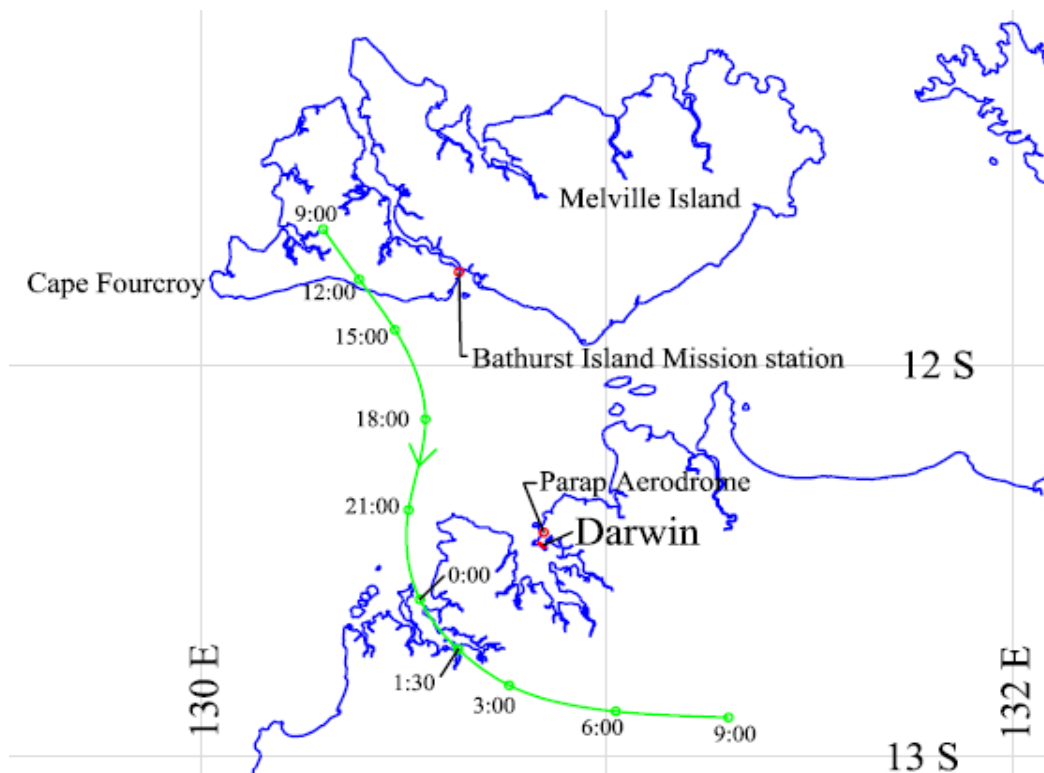 Melville Island
9:00
Cape Fourcroy
12:00
15:00
Bathurst Island Mission station
12 S
18:00
Parap Aerodrome
21:00
Darwin
0:00
130 E
132 E
1:30
3:00
6:00
9:00
13 S